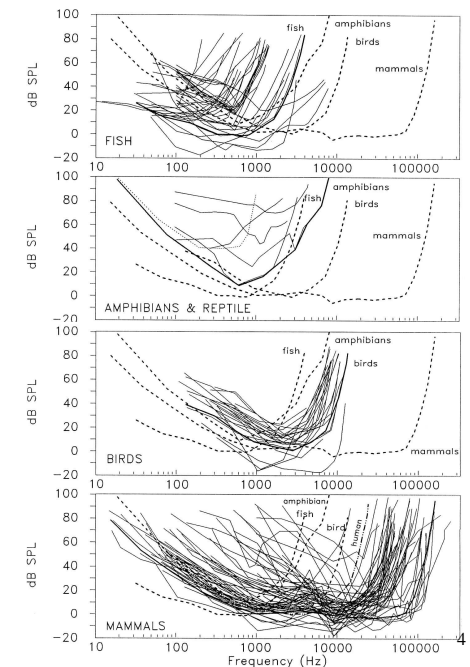 100
80
60
40
20
0
−20
dB SPL
fish
amphibians
birds
mammals
FISH
10 100 1000 10000 100000
100
80
60
40
20
0
−20
dB SPL
fish
amphibians
birds
mammals
AMPHIBIANS & REPTILE
10 100 1000 10000 100000
100
80
60
40
20
0
−20
dB SPL
fish
amphibians
birds
mammals
BIRDS
10 100 1000 10000 100000
100
80
60
40
20
0
−20
dB SPL
amphibian
fish
bird
human
MAMMALS
10 100 1000 10000 100000
Frequency (Hz)
4